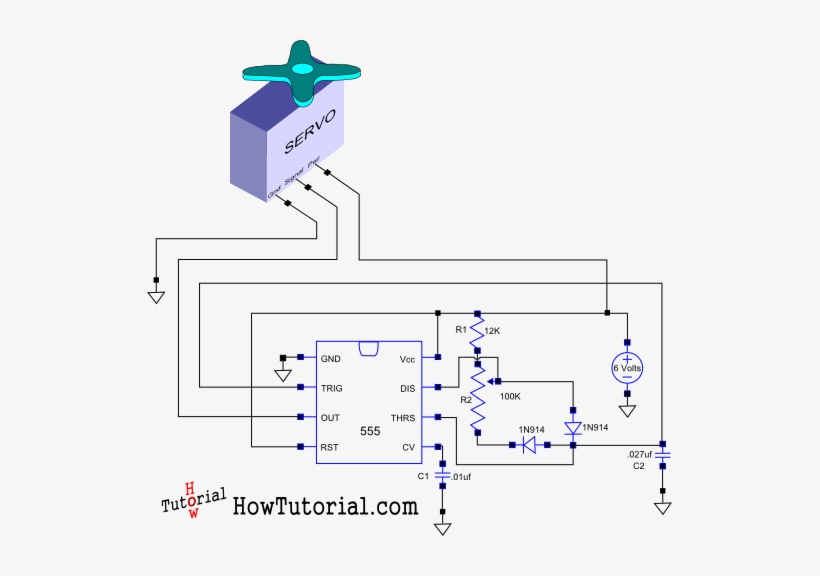 SERVO
Gnd Signal Pwr
R1 12K
GND Vcc
6 Volts
TRIG DIS
R2 100K
OUT THRS
555
1N914 1N914
RST CV
.027uf
C2
C1 .01uf
HOW
Tutorial
HowTutorial.com